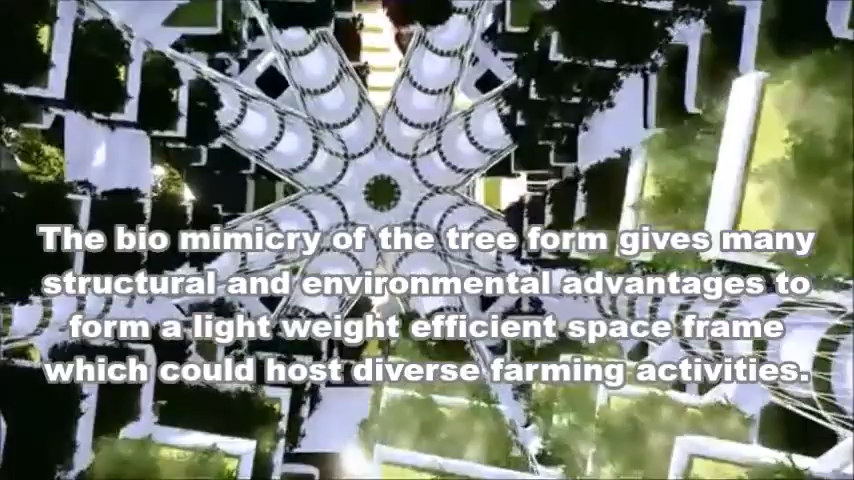 The bio mimicry of the tree form gives many
structural and environmental advantages to
form a light weight efficient space frame
which could host diverse farming activities.